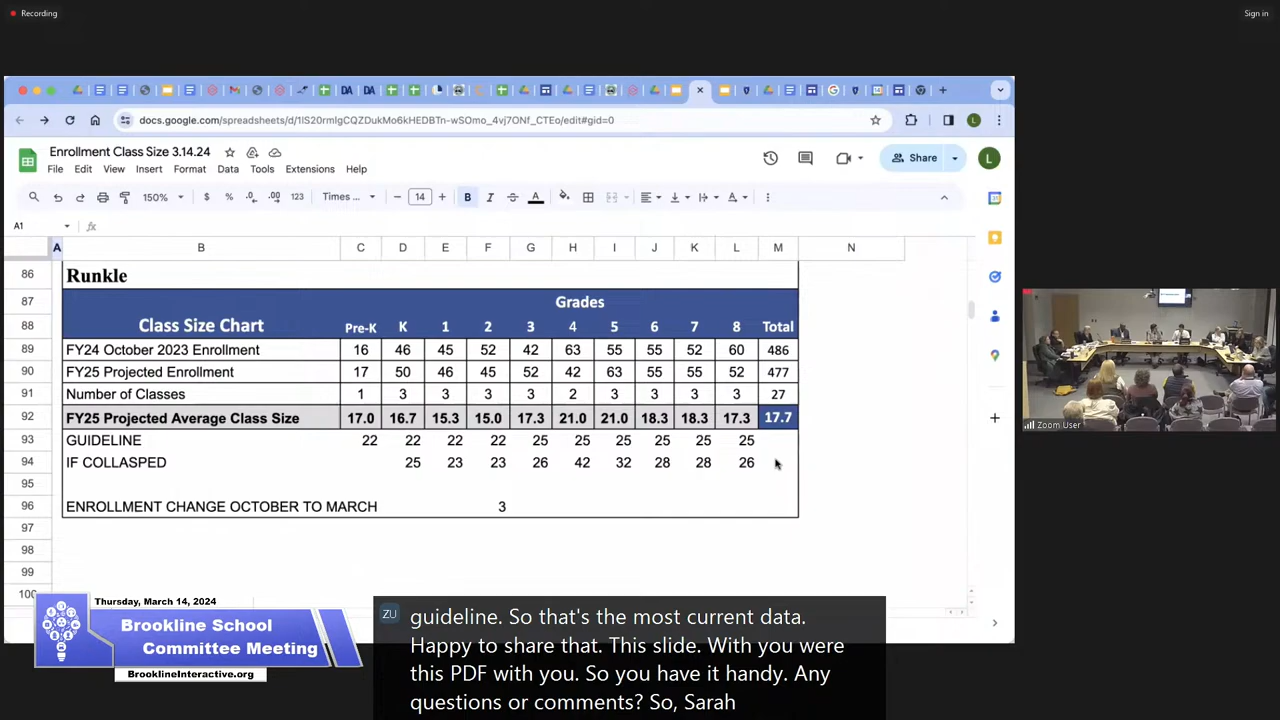 Recording
Sign in
docs.google.com/spreadsheets/d/1lS20rmlgCQZDukMo6kHEDBTn-wSOmo_4vj7ONf_CTEo/edit#gid=0
Enrollment Class Size 3.14.24
File Edit View Insert Format Data Tools Extensions Help
Share
L
150% $ % .0 .00 123 Times ... 14 B I A
A1 fx
A B C D E F G H I J K L M N
86 Runkle
87 Grades
88 Class Size Chart Pre-K K 1 2 3 4 5 6 7 8 Total
89 FY24 October 2023 Enrollment 16 46 45 52 42 63 55 55 52 60 486
90 FY25 Projected Enrollment 17 50 46 45 52 42 63 55 55 52 477
91 Number of Classes 1 3 3 3 3 2 3 3 3 3 27
92 FY25 Projected Average Class Size 17.0 16.7 15.3 15.0 17.3 21.0 21.0 18.3 18.3 17.3 17.7
93 GUIDELINE 22 22 22 22 25 25 25 25 25 25
94 IF COLLASPED 25 23 23 26 42 32 28 28 26
95
96 ENROLLMENT CHANGE OCTOBER TO MARCH 3
97
98
99
100
Zoom User
Thursday, March 14, 2024
Brookline School
Committee Meeting
BrooklineInteractive.org
ZU guideline. So that's the most current data.
Happy to share that. This slide. With you were
this PDF with you. So you have it handy. Any
questions or comments? So, Sarah